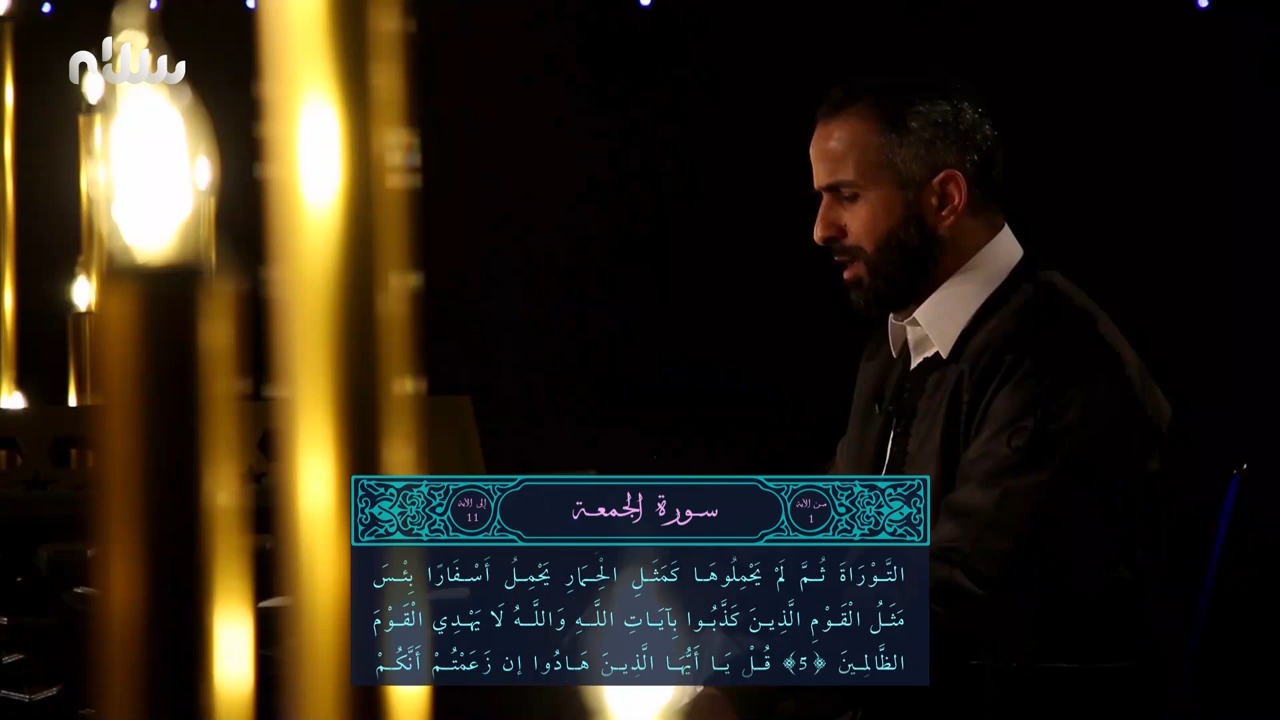 سلام
من الآية
1
سورة الجمعة
إلى الآية
11
التَّوْرَاةَ ثُمَّ لَمْ يَحْمِلُوهَا كَمَثَلِ الْحِمَارِ يَحْمِلُ أَسْفَارًا بِئْسَ
مَثَلُ الْقَوْمِ الَّذِينَ كَذَّبُوا بِآيَاتِ اللَّهِ وَاللَّهُ لَا يَهْدِي الْقَوْمَ
الظَّالِمِينَ ﴿5﴾ قُلْ يَا أَيُّهَا الَّذِينَ هَادُوا إِن زَعَمْتُمْ أَنَّكُمْ